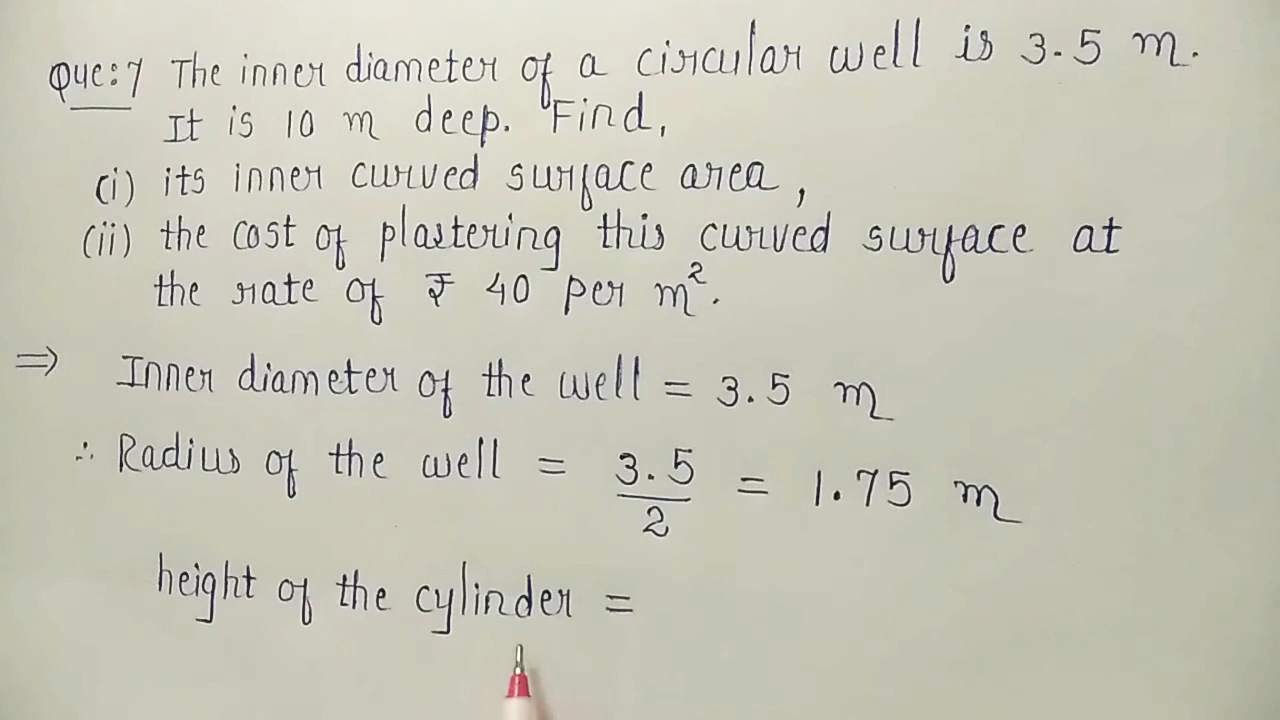 Que:7 The inner diameter of a circular well is 3.5 m.
It is 10 m deep. Find,
(i) its inner curved surface area,
(ii) the cost of plastering this curved surface at
the rate of ₹ 40 per m².
⇒ Inner diameter of the well = 3.5 m
∴ Radius of the well = 3.5/2 = 1.75 m
height of the cylinder =